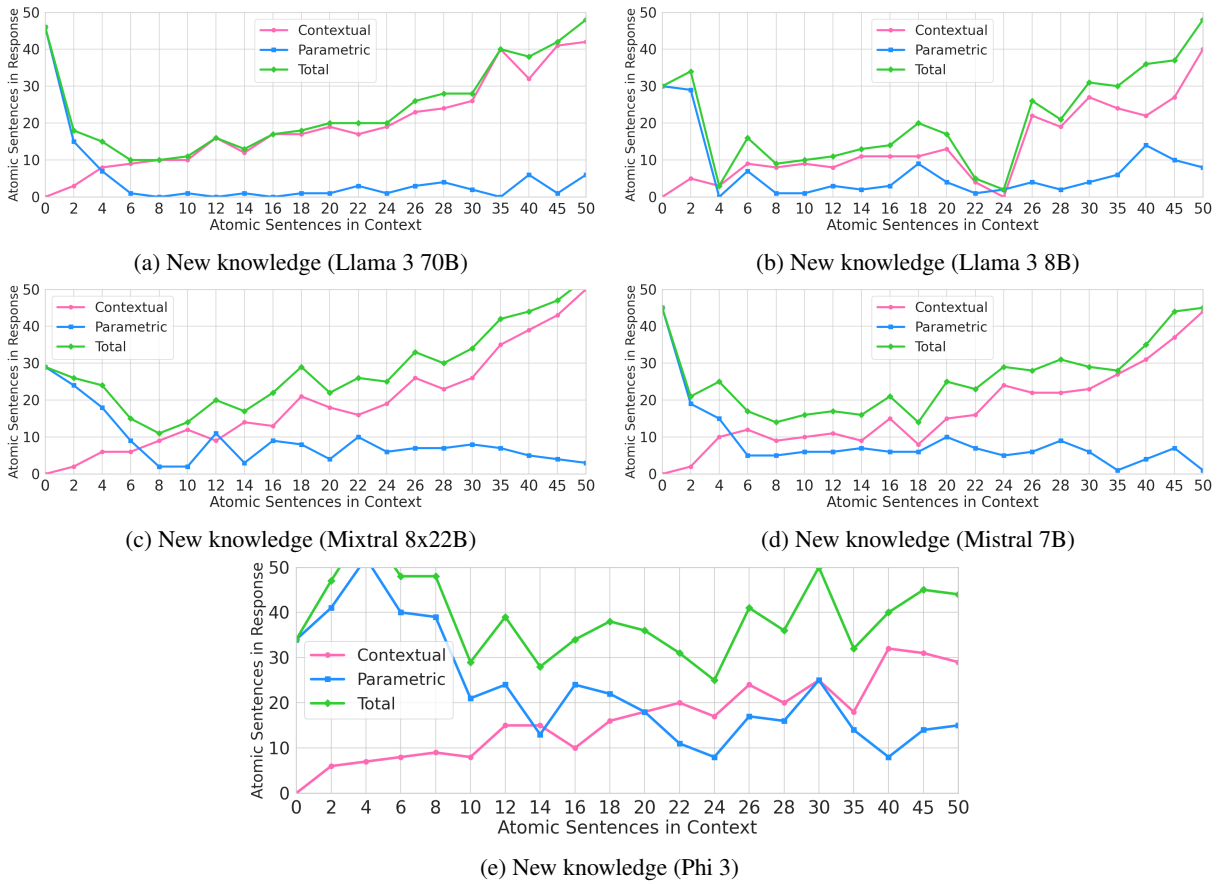 50
40
30
20
10
0
Atomic Sentences in Response
Contextual
Parametric
Total
0 2 4 6 8 10 12 14 16 18 20 22 24 26 28 30 35 40 45 50
Atomic Sentences in Context
(a) New knowledge (Llama 3 70B)
50
40
30
20
10
0
Atomic Sentences in Response
Contextual
Parametric
Total
0 2 4 6 8 10 12 14 16 18 20 22 24 26 28 30 35 40 45 50
Atomic Sentences in Context
(b) New knowledge (Llama 3 8B)
50
40
30
20
10
0
Atomic Sentences in Response
Contextual
Parametric
Total
0 2 4 6 8 10 12 14 16 18 20 22 24 26 28 30 35 40 45 50
Atomic Sentences in Context
(c) New knowledge (Mixtral 8x22B)
50
40
30
20
10
0
Atomic Sentences in Response
Contextual
Parametric
Total
0 2 4 6 8 10 12 14 16 18 20 22 24 26 28 30 35 40 45 50
Atomic Sentences in Context
(d) New knowledge (Mistral 7B)
50
40
30
20
10
0
Atomic Sentences in Response
Contextual
Parametric
Total
0 2 4 6 8 10 12 14 16 18 20 22 24 26 28 30 35 40 45 50
Atomic Sentences in Context
(e) New knowledge (Phi 3)